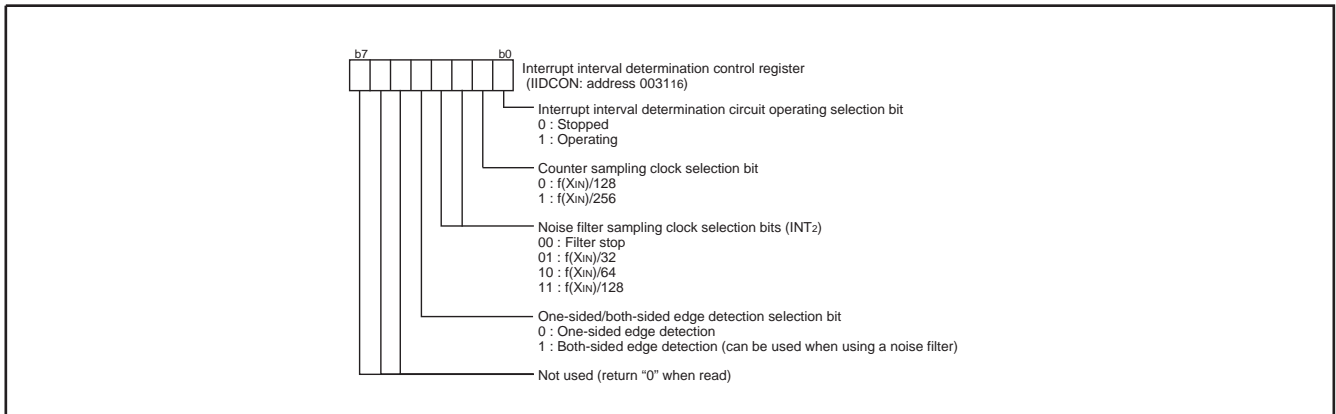 b7 b0
Interrupt interval determination control register
(IIDCON: address 003116)
Interrupt interval determination circuit operating selection bit
0 : Stopped
1 : Operating
Counter sampling clock selection bit
0 : f(XIN)/128
1 : f(XIN)/256
Noise filter sampling clock selection bits (INT2)
00 : Filter stop
01 : f(XIN)/32
10 : f(XIN)/64
11 : f(XIN)/128
One-sided/both-sided edge detection selection bit
0 : One-sided edge detection
1 : Both-sided edge detection (can be used when using a noise filter)
Not used (return “0” when read)